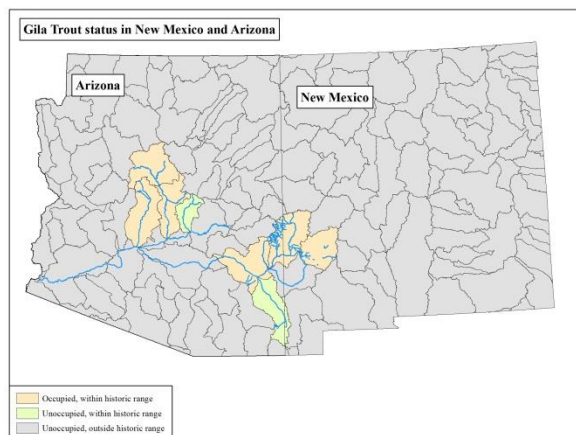 Gila Trout status in New Mexico and Arizona
Arizona
New Mexico
Occupied, within historic range
Unoccupied, within historic range
Unoccupied, outside historic range